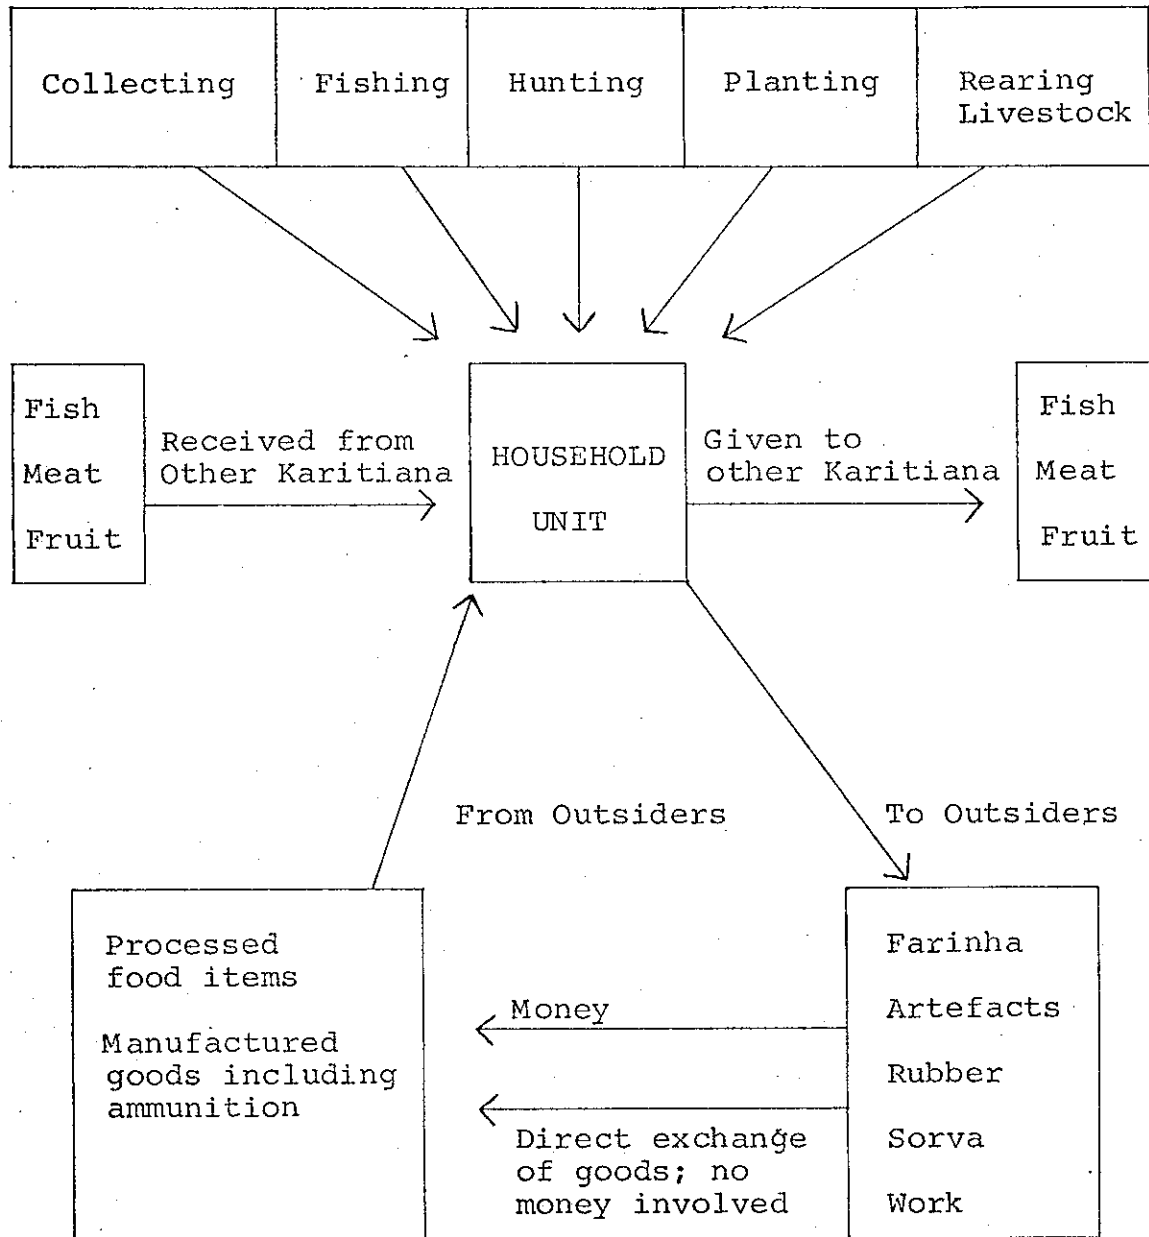 Collecting
Fishing
Hunting
Planting
Rearing
Livestock
Fish
Meat
Fruit
Received from
Other Karitiana
HOUSEHOLD
UNIT
Given to
other Karitiana
Fish
Meat
Fruit
From Outsiders
To Outsiders
Processed
food items
Manufactured
goods including
ammunition
Money
Direct exchange
of goods; no
money involved
Farinha
Artefacts
Rubber
Sorva
Work